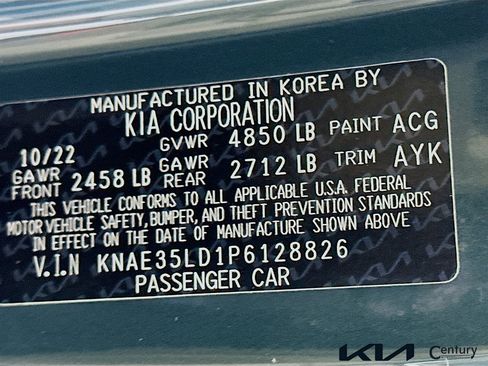 MANUFACTURED IN KOREA BY
KIA CORPORATION
10/22 GVWR 4850 LB PAINT ACG
GAWR FRONT 2458 LB GAWR REAR 2712 LB TRIM AYK
THIS VEHICLE CONFORMS TO ALL APPLICABLE U.S.A. FEDERAL
MOTOR VEHICLE SAFETY, BUMPER, AND THEFT PREVENTION STANDARDS
IN EFFECT ON THE DATE OF MANUFACTURE SHOWN ABOVE
V.I.N KNAE35LD1P6128826
PASSENGER CAR
KIA Century